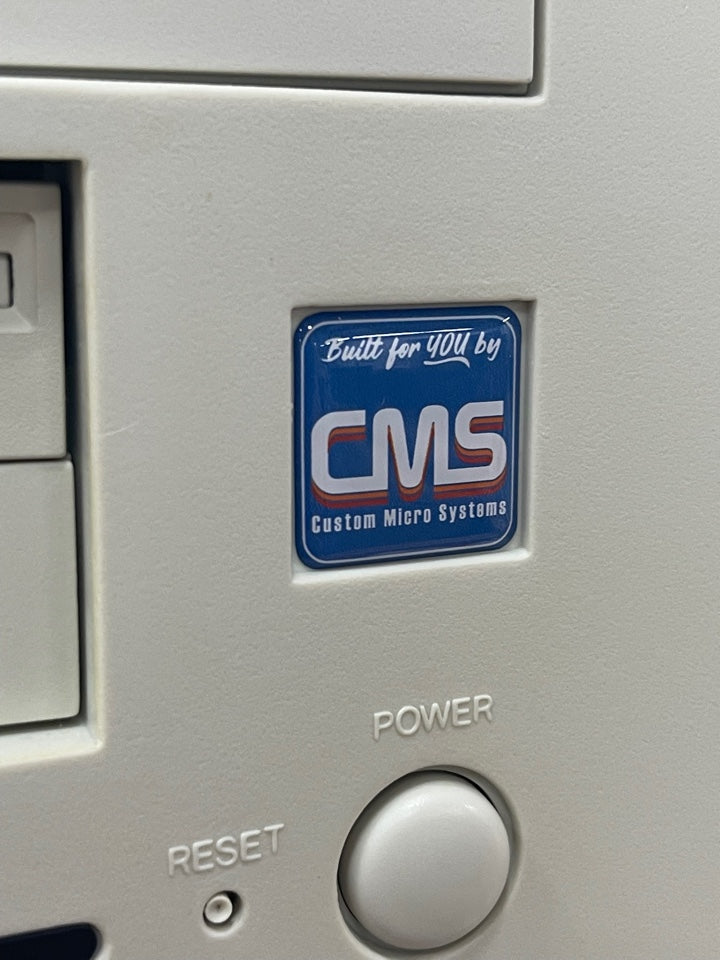 Built for YOU by
CMS
Custom Micro Systems
POWER
RESET